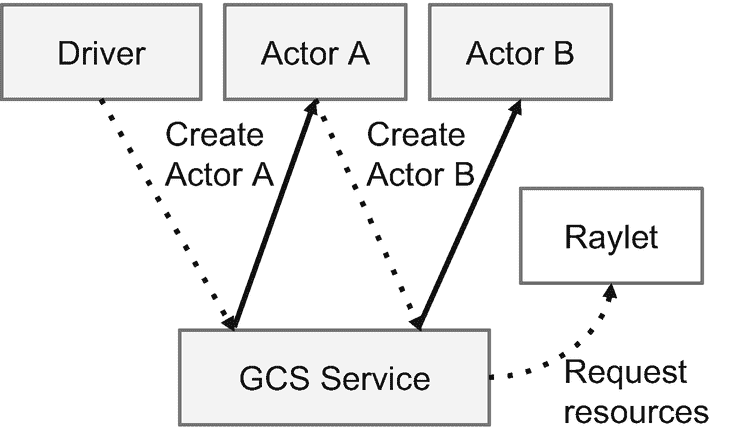 Driver
Actor A
Actor B
Create
Actor A
Create
Actor B
Raylet
GCS Service
Request
resources